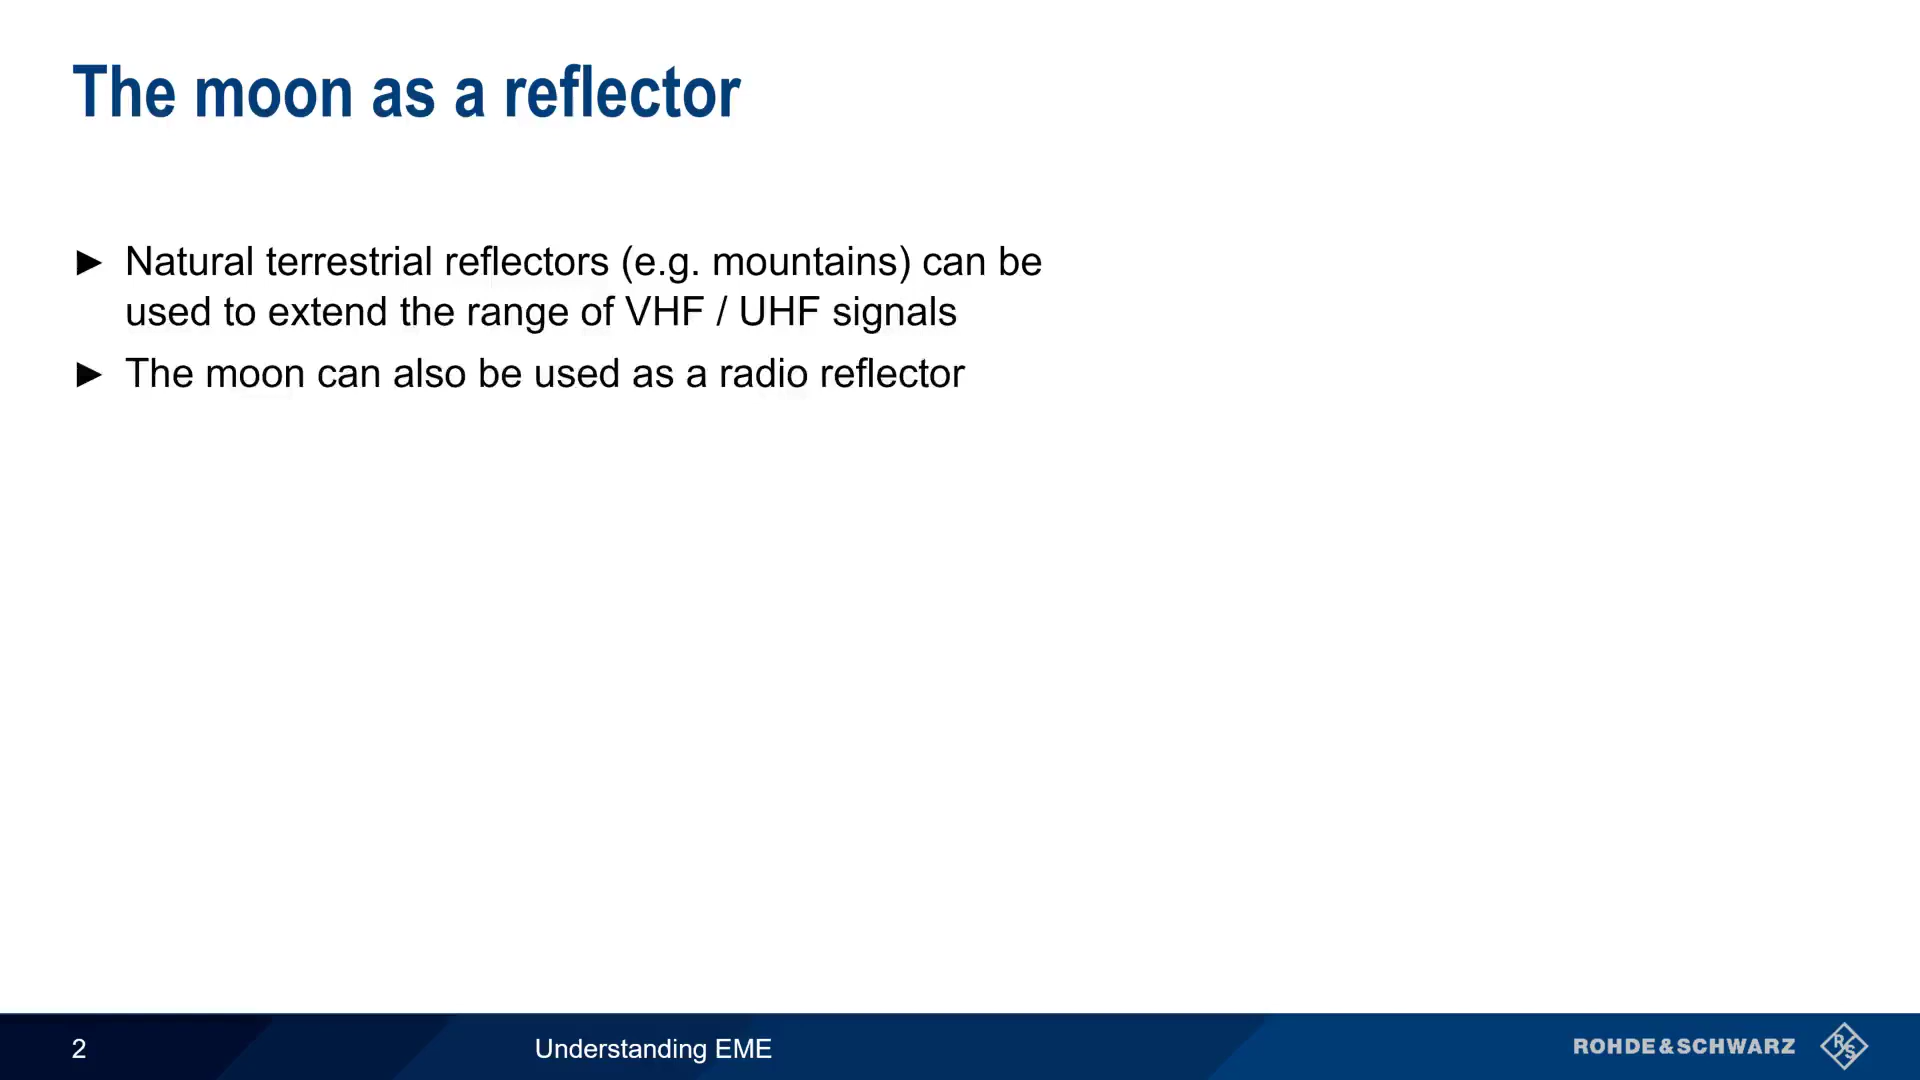 The moon as a reflector
► Natural terrestrial reflectors (e.g. mountains) can be
used to extend the range of VHF / UHF signals
► The moon can also be used as a radio reflector
2
Understanding EME
ROHDE&SCHWARZ
R
S